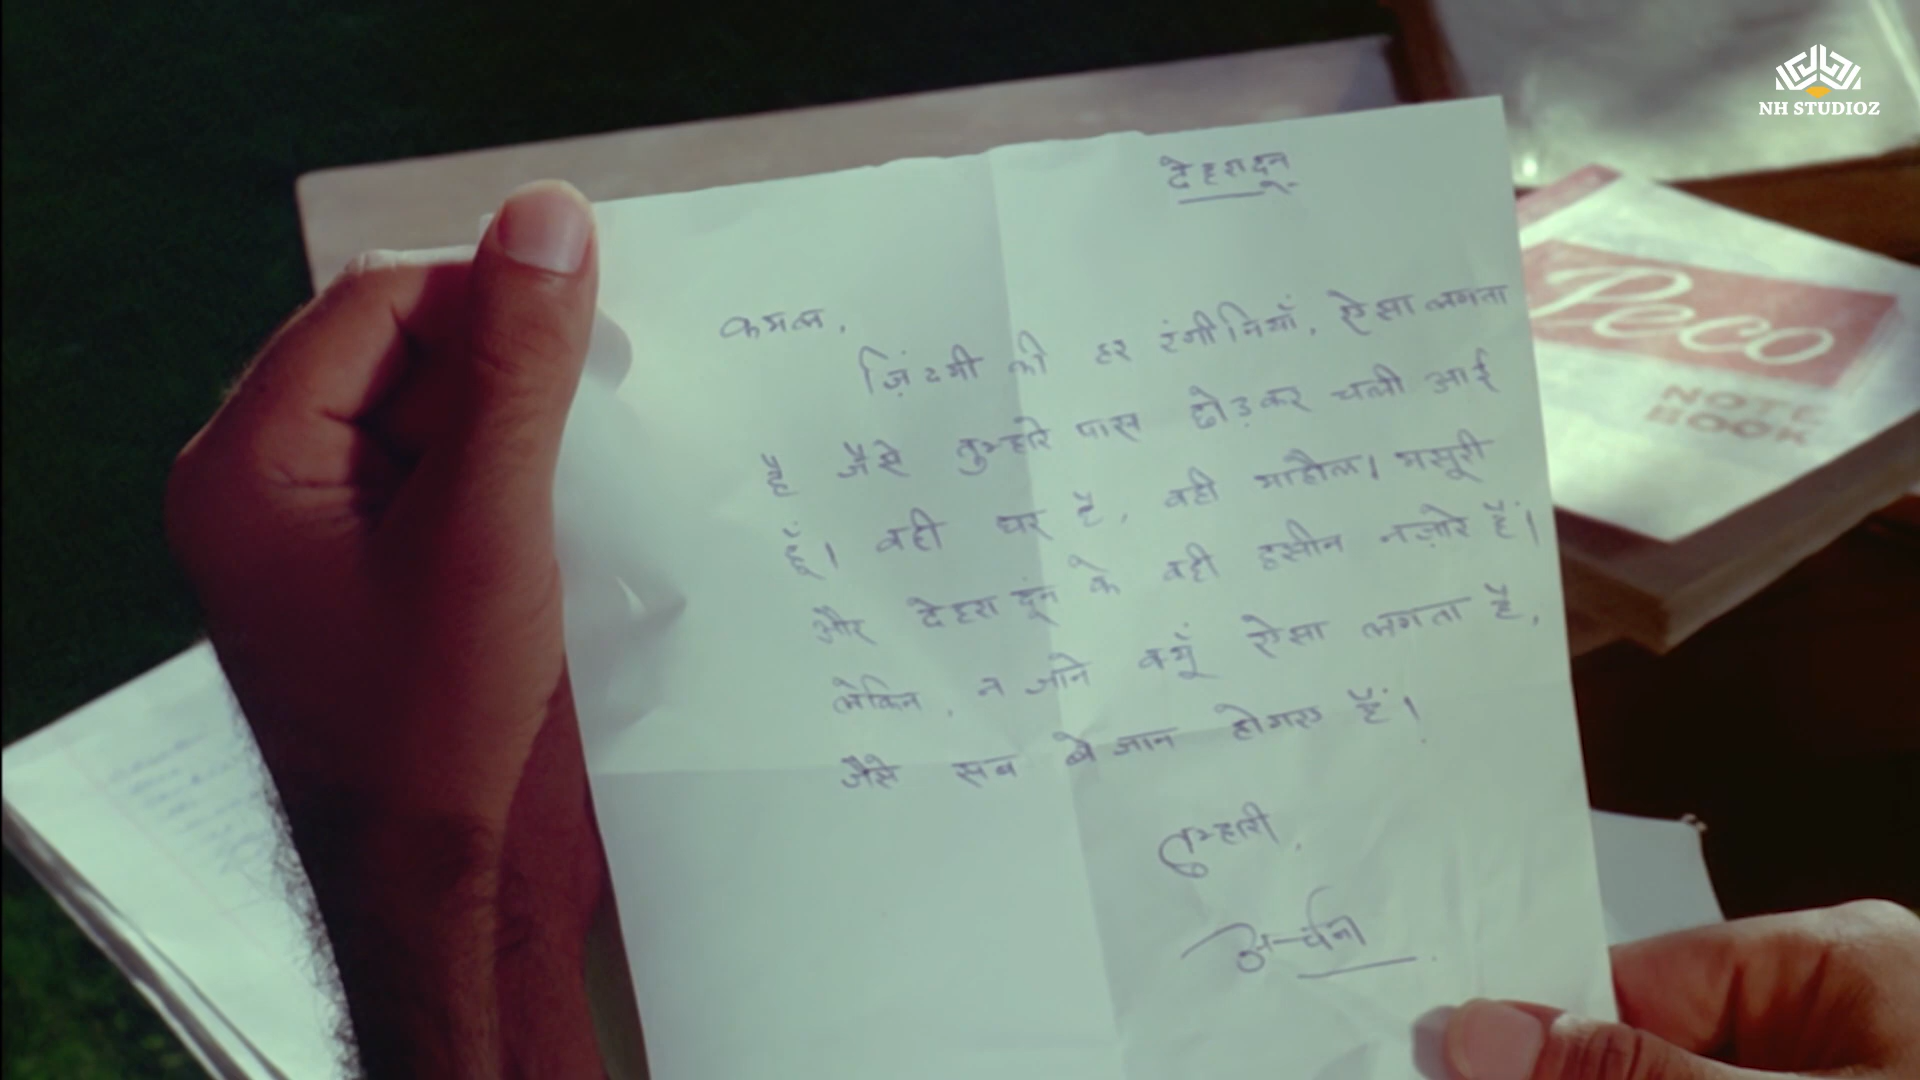 NH STUDIOZ
देहरादून
कमल,
ज़िंदगी की हर रंगीनियाँ, ऐसा लगता
है जैसे तुम्हारे पास छोड़कर चली आई
हूँ। वही घर है, वही माहौल। मसूरी
और देहरादून के वही हसीन नज़ारे हैं।
लेकिन, न जाने क्यूँ ऐसा लगता है,
जैसे सब बेजान होगए हैं।
तुम्हारी,
अर्चना
Peco
NOTE
BOOK